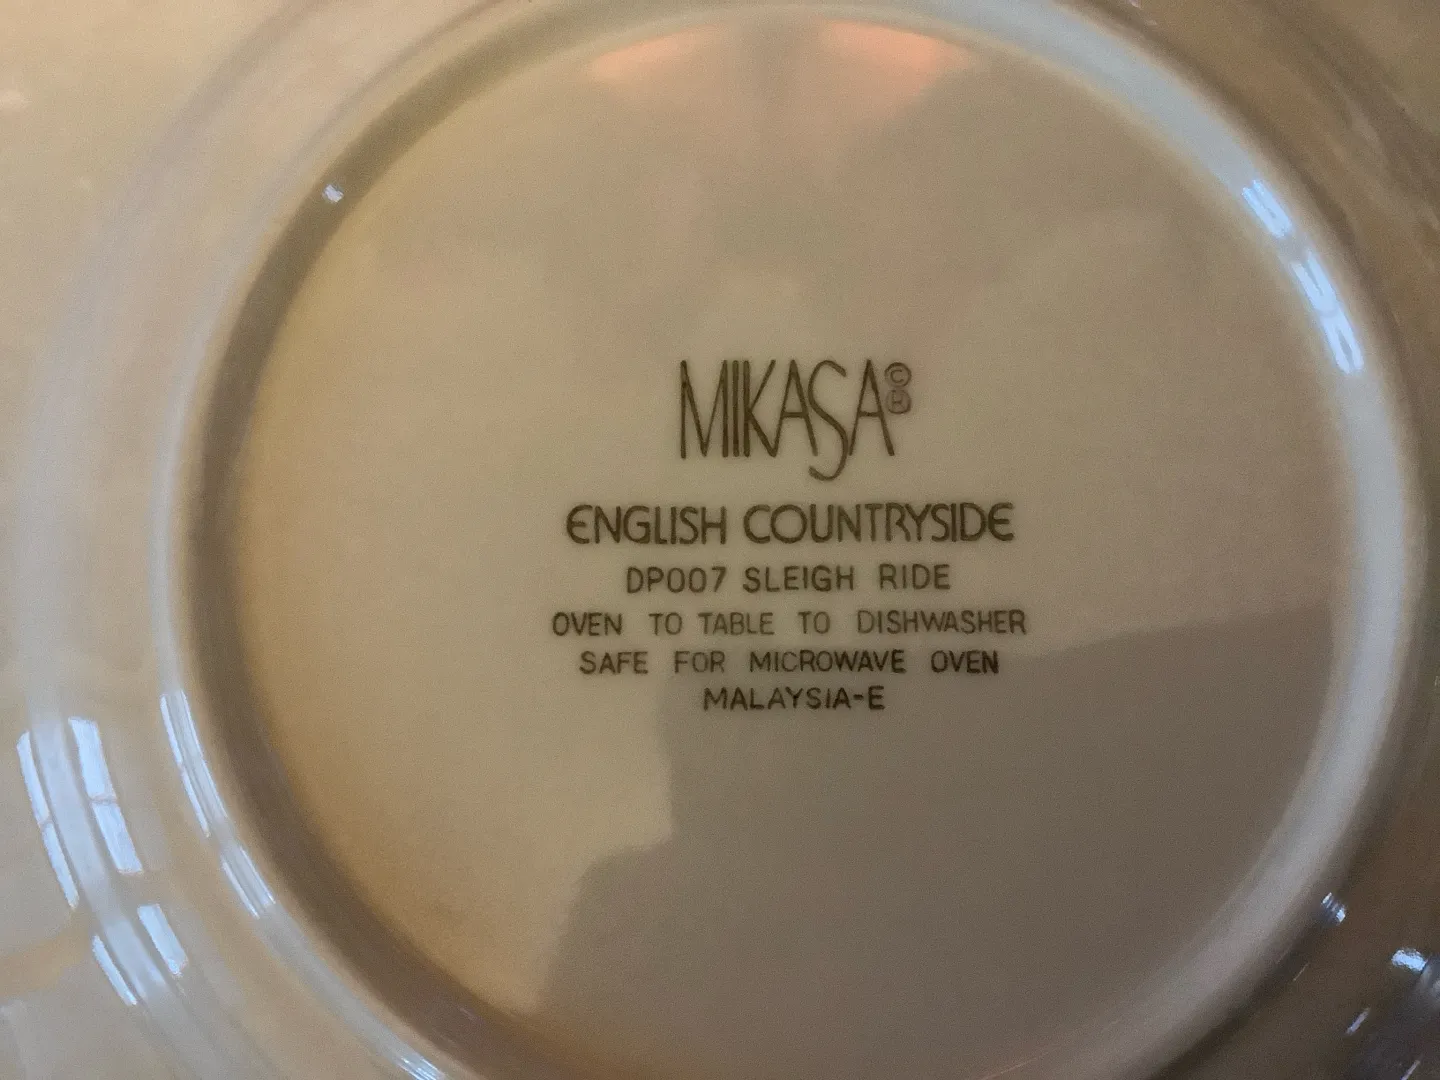 MIKASA©®
ENGLISH COUNTRYSIDE
DP007 SLEIGH RIDE
OVEN TO TABLE TO DISHWASHER
SAFE FOR MICROWAVE OVEN
MALAYSIA-E